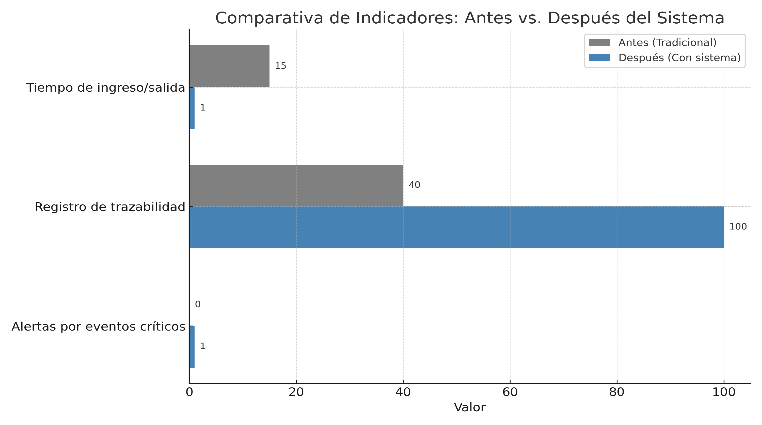 Comparativa de Indicadores: Antes vs. Después del Sistema
Antes (Tradicional)
Después (Con sistema)
Tiempo de ingreso/salida
15
1
Registro de trazabilidad
40
100
Alertas por eventos críticos
0
1
0 20 40 60 80 100
Valor